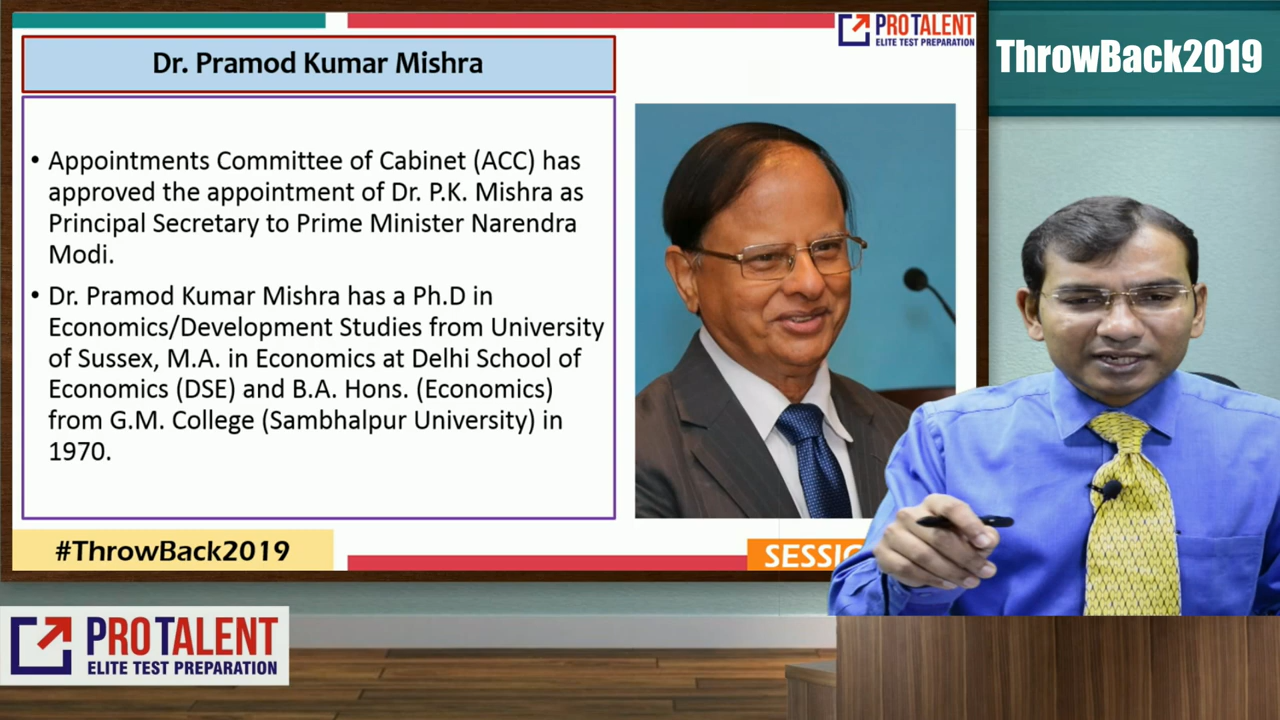 PROTALENT
ELITE TEST PREPARATION
ThrowBack2019
Dr. Pramod Kumar Mishra
• Appointments Committee of Cabinet (ACC) has
approved the appointment of Dr. P.K. Mishra as
Principal Secretary to Prime Minister Narendra
Modi.
• Dr. Pramod Kumar Mishra has a Ph.D in
Economics/Development Studies from University
of Sussex, M.A. in Economics at Delhi School of
Economics (DSE) and B.A. Hons. (Economics)
from G.M. College (Sambhalpur University) in
1970.
#ThrowBack2019
PROTALENT
ELITE TEST PREPARATION